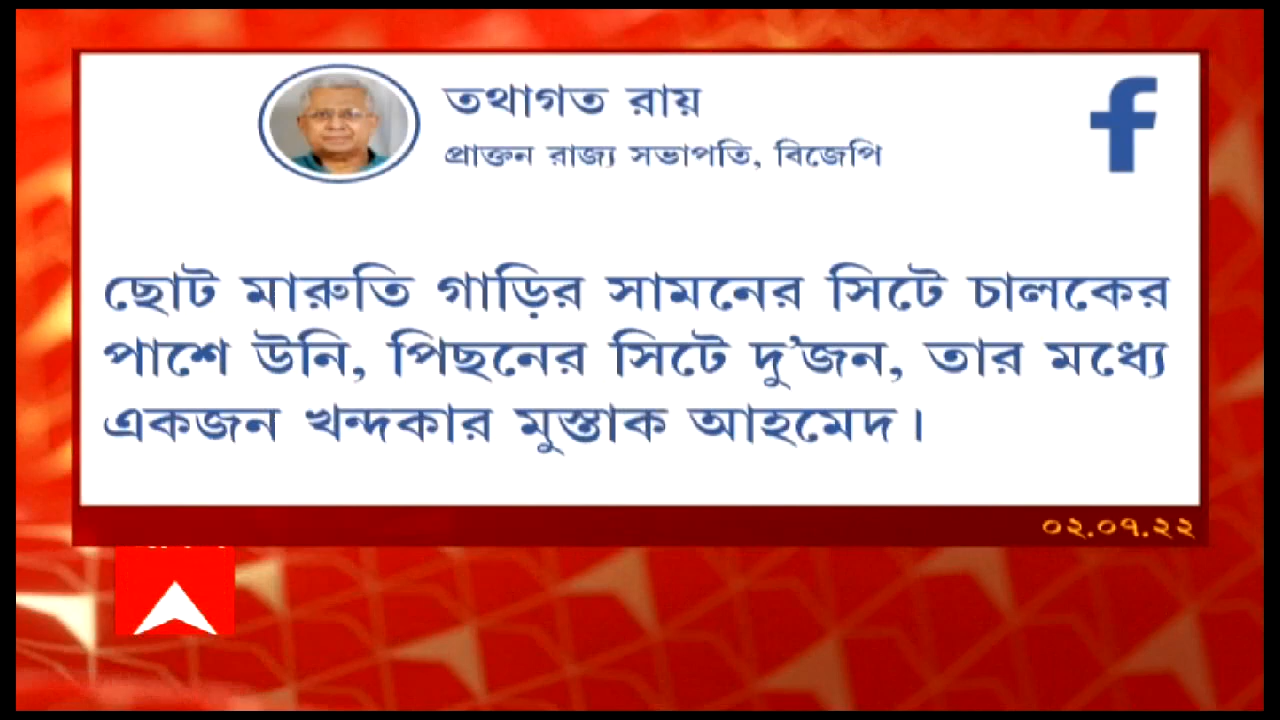 তথাগত রায়
প্রাক্তন রাজ্য সভাপতি, বিজেপি
ছোট মারুতি গাড়ির সামনের সিটে চালকের
পাশে উনি, পিছনের সিটে দু'জন, তার মধ্যে
একজন খন্দকার মুস্তাক আহমেদ।
০২.০৭.২২